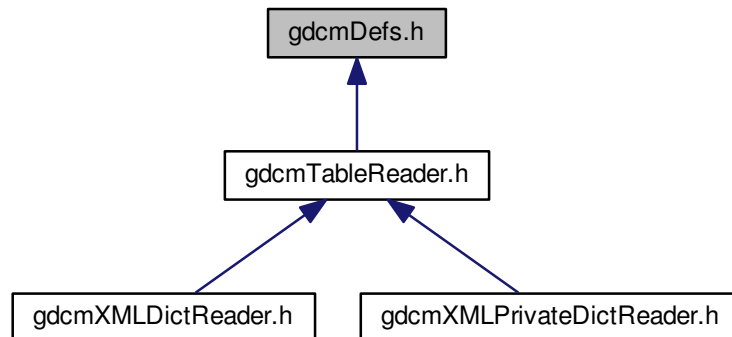 gdcmDefs.h
gdcmTableReader.h
gdcmXMLDictReader.h
gdcmXMLPrivateDictReader.h